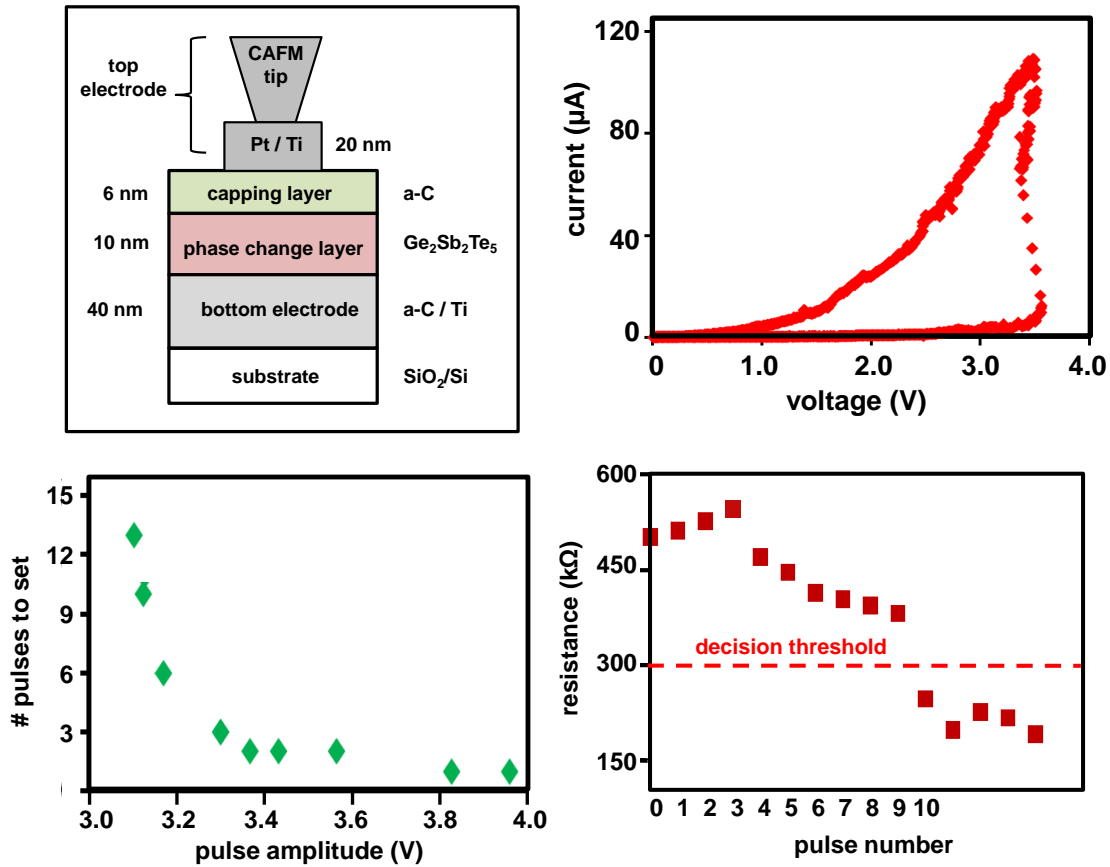 CAFM
tip
top
electrode
Pt / Ti
20 nm
6 nm
capping layer
a-C
10 nm
phase change layer
Ge₂Sb₂Te₅
40 nm
bottom electrode
a-C / Ti
substrate
SiO₂/Si
120
80
40
0
current (µA)
0 1.0 2.0 3.0 4.0
voltage (V)
15
12
9
6
3
# pulses to set
3.0 3.2 3.4 3.6 3.8 4.0
pulse amplitude (V)
600
450
300
150
resistance (kΩ)
decision threshold
0 1 2 3 4 5 6 7 8 9 10
pulse number